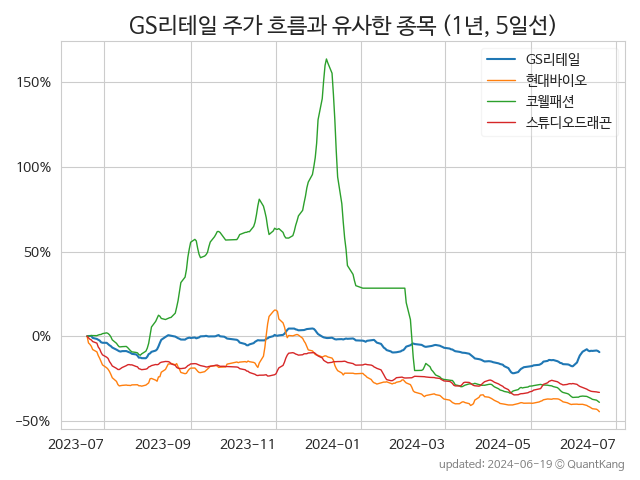 GS리테일 주가 흐름과 유사한 종목 (1년, 5일선)
GS리테일
현대바이오
코웰패션
스튜디오드래곤
150%
100%
50%
0%
−50%
2023-07 2023-09 2023-11 2024-01 2024-03 2024-05 2024-07
updated: 2024-06-19 © QuantKang